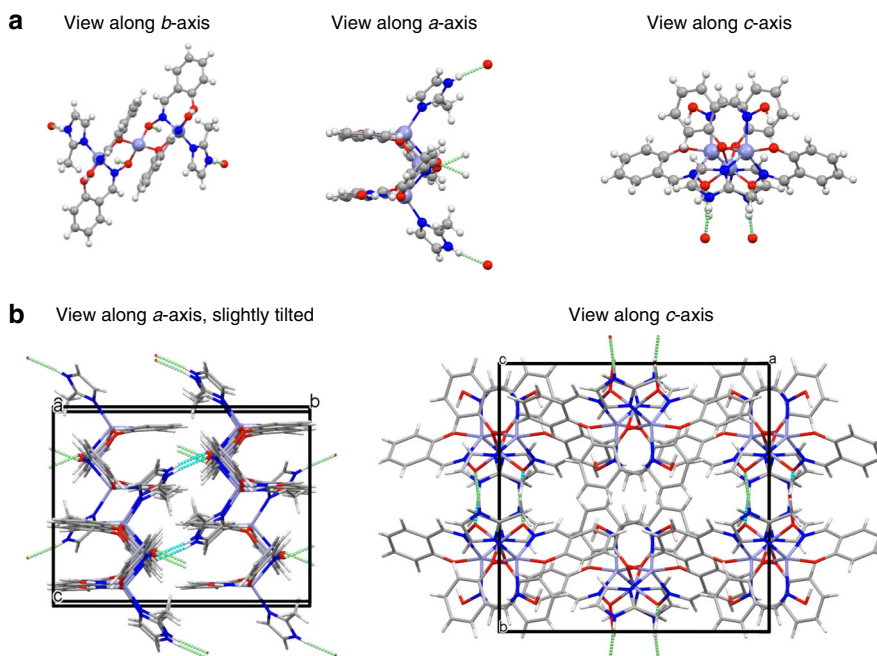 a
View along b-axis
View along a-axis
View along c-axis
b
View along a-axis, slightly tilted
View along c-axis
a
b
c
c
a
b